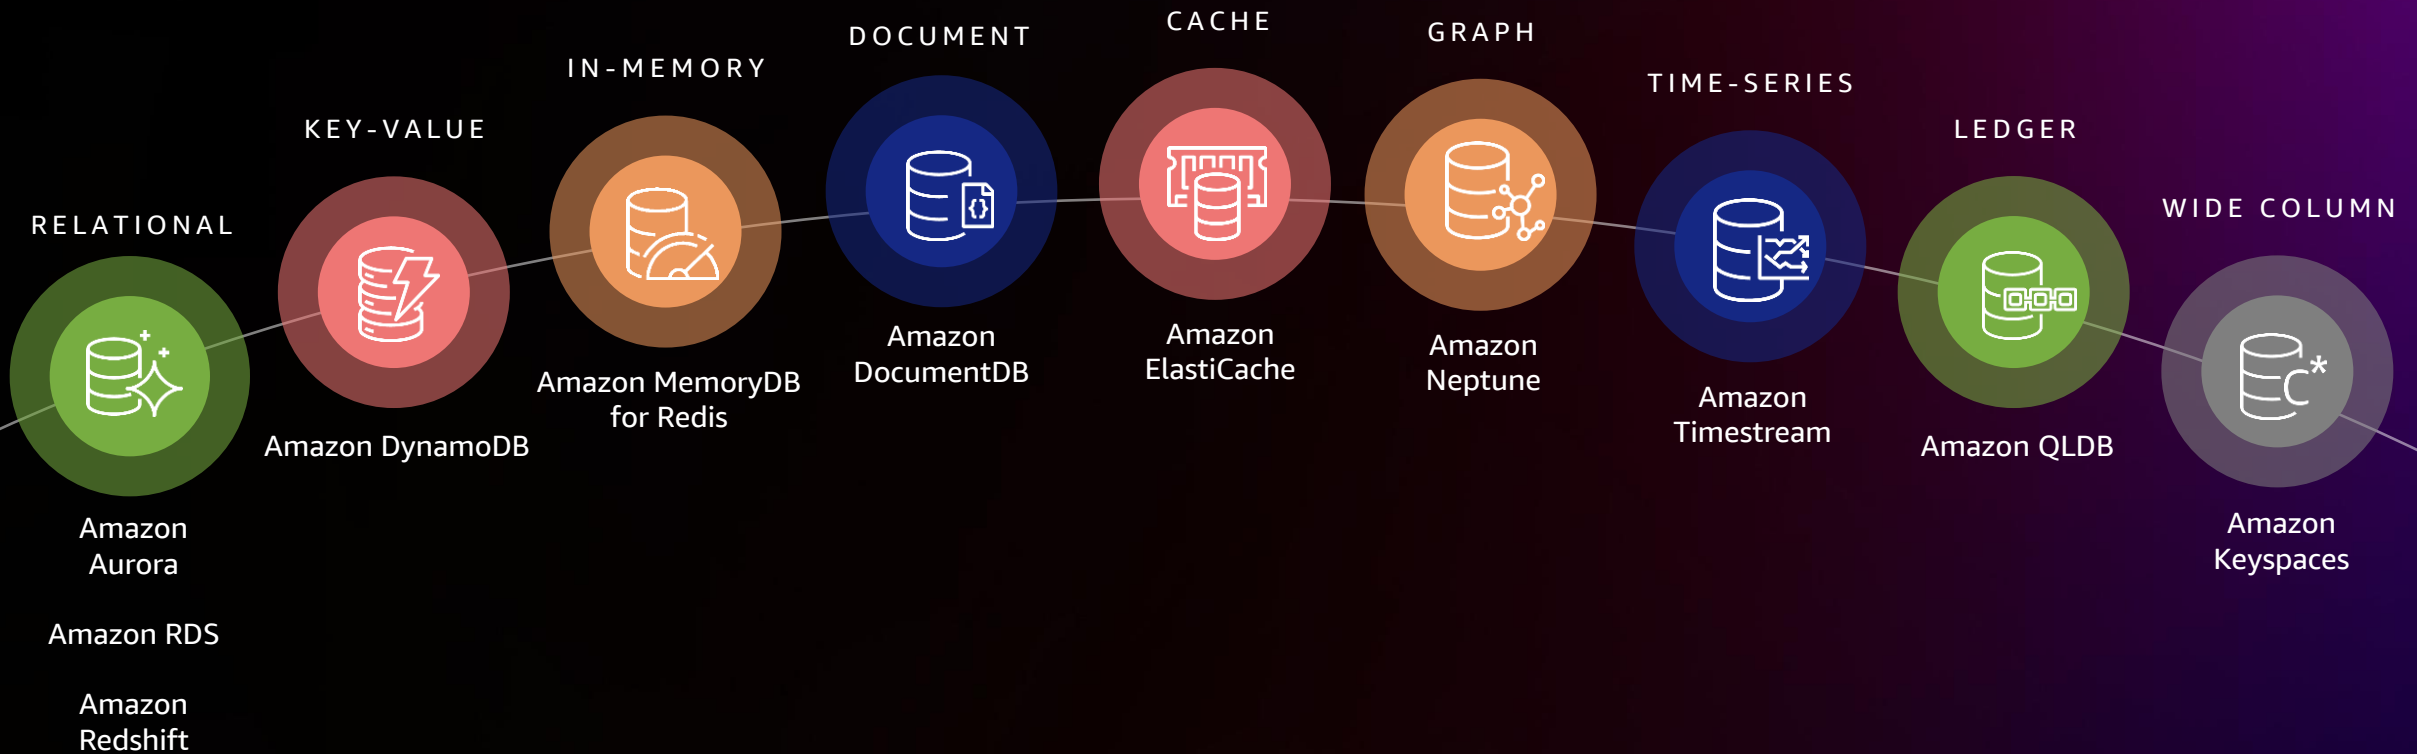 RELATIONAL
Amazon
Aurora
Amazon RDS
Amazon
Redshift
KEY-VALUE
Amazon DynamoDB
IN-MEMORY
Amazon MemoryDB
for Redis
DOCUMENT
{}
Amazon
DocumentDB
CACHE
Amazon
ElastiCache
GRAPH
Amazon
Neptune
TIME-SERIES
Amazon
Timestream
LEDGER
Amazon QLDB
WIDE COLUMN
C*
Amazon
Keyspaces